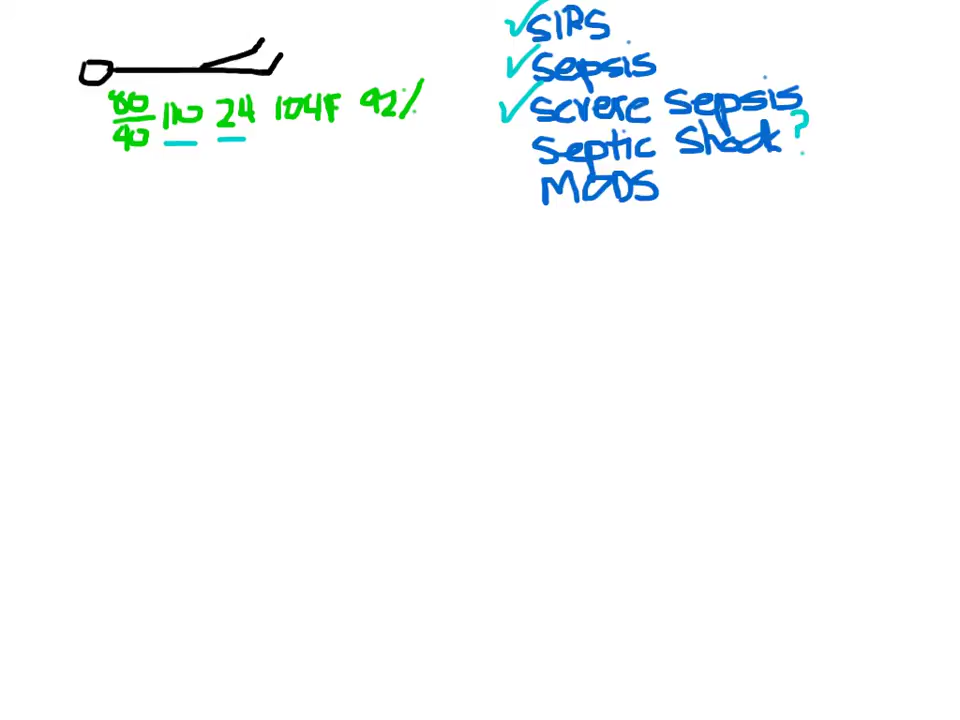 SIRS
Sepsis
Severe Sepsis
Septic Shock ?
MODS
80/40 110 24 104F 92%